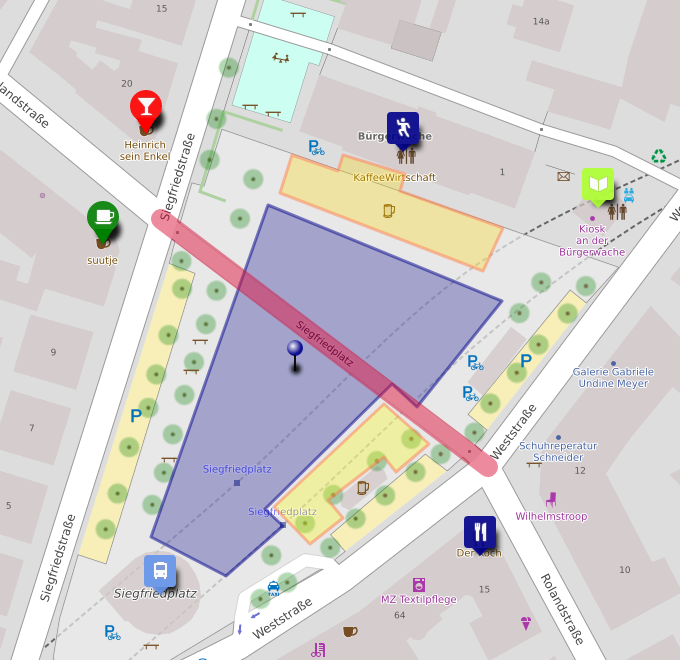 15
14a
20
landstraße
Heinrich
sein Enkel
Siegfriedstraße
P
KaffeeWirtschaft
1
Kiosk
an der
Bürgerwache
suutje
9
Siegfriedplatz
P
P
P
Galerie Gabriele
Undine Meyer
P
P
7
Weststraße
Schuhreperatur
Schneider
12
Siegfriedplatz
5
Siegfriedplatz
Wilhelmstroop
Siegfriedstraße
Der Koch
10
Siegfriedplatz
TAXI
MZ Textilpflege
15
Rolandstraße
64
Weststraße
P